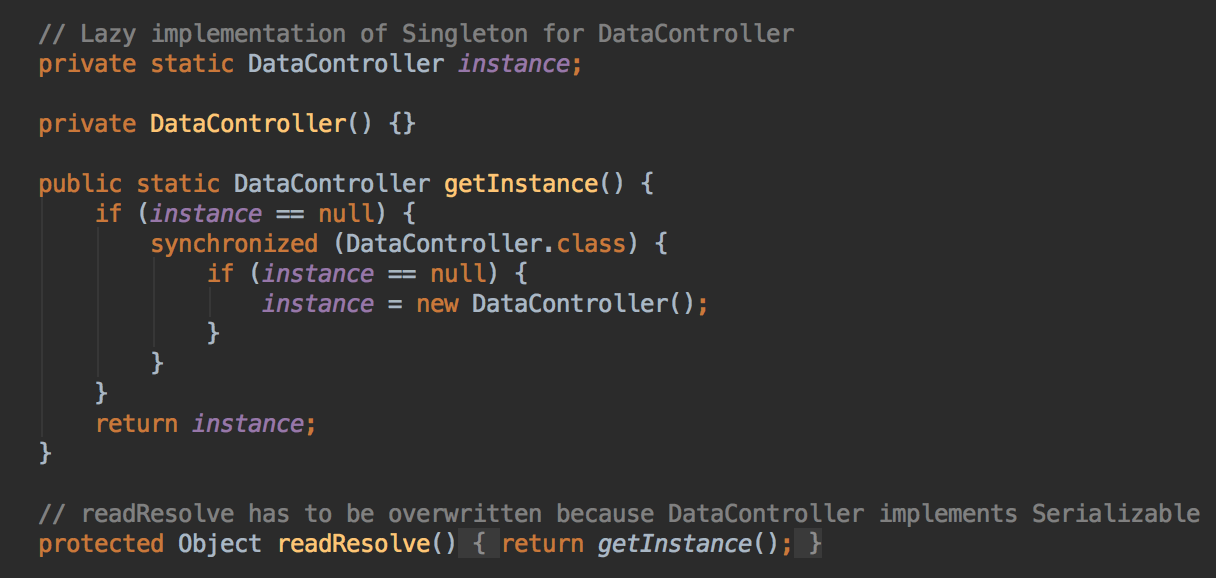 // Lazy implementation of Singleton for DataController
private static DataController instance;
private DataController() {}
public static DataController getInstance() {
    if (instance == null) {
        synchronized (DataController.class) {
            if (instance == null) {
                instance = new DataController();
            }
        }
    }
    return instance;
}
// readResolve has to be overwritten because DataController implements Serializable
protected Object readResolve() { return getInstance(); }